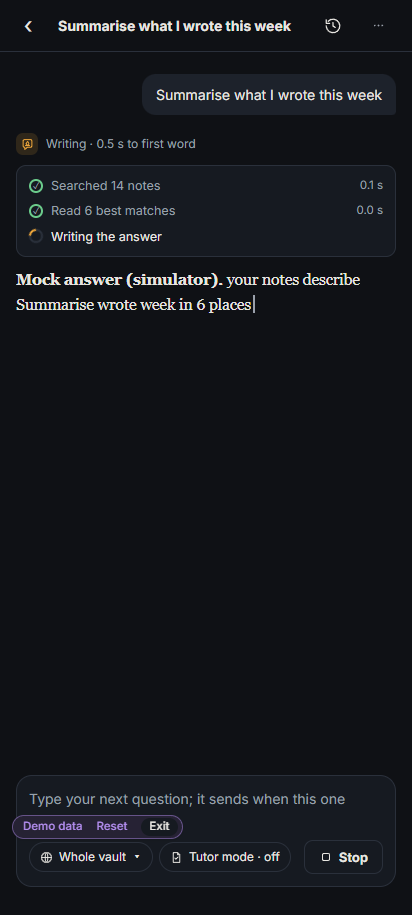 Summarise what I wrote this week
Summarise what I wrote this week
Writing · 0.5 s to first word
Searched 14 notes 0.1 s
Read 6 best matches 0.0 s
Writing the answer
Mock answer (simulator). your notes describe
Summarise wrote week in 6 places
Type your next question; it sends when this one
Demo data Reset Exit
Whole vault Tutor mode · off Stop